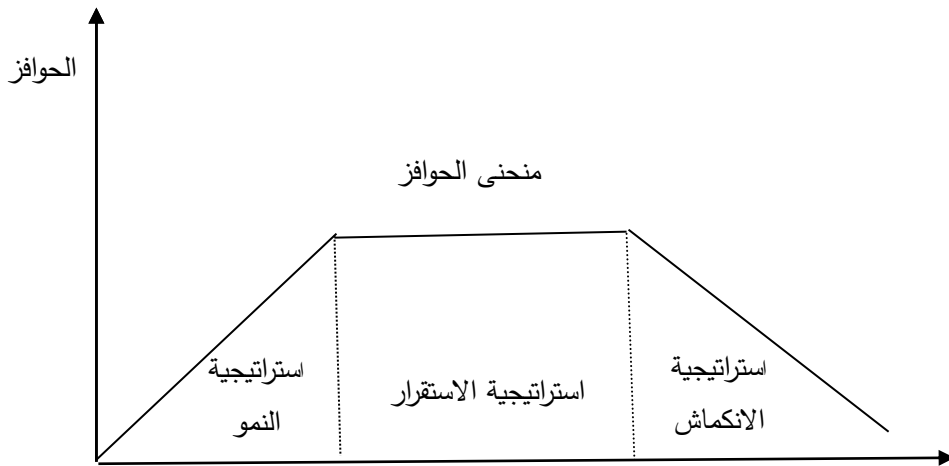 الحوافز
منحنى الحوافز
استراتيجية
النمو
استراتيجية الاستقرار
استراتيجية
الانكماش